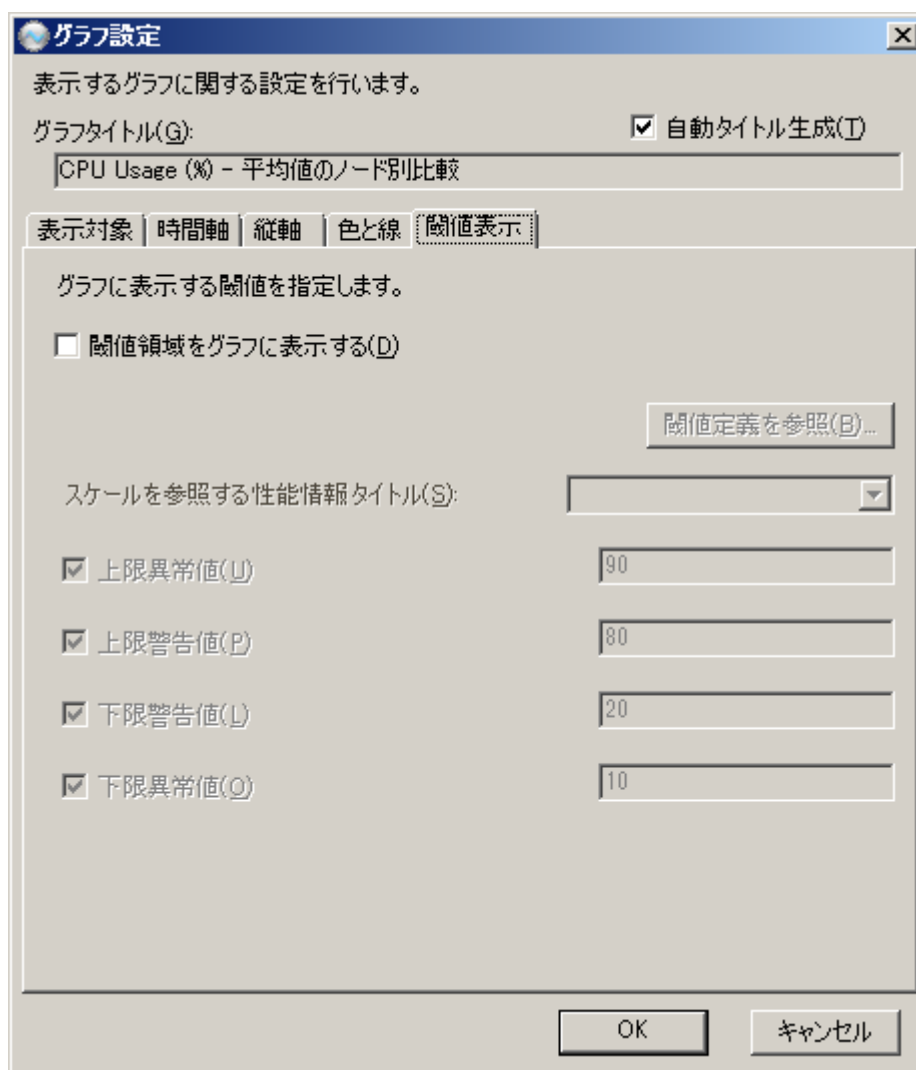 グラフ設定
表示するグラフに関する設定を行います。
グラフタイトル(G): 自動タイトル生成(T)
CPU Usage (%) - 平均値のノード別比較
表示対象 時間軸 縦軸 色と線 閾値表示
グラフに表示する閾値を指定します。
閾値領域をグラフに表示する(D)
閾値定義を参照(B)...
スケールを参照する性能情報タイトル(S):
上限異常値(U) 90
上限警告値(P) 80
下限警告値(L) 20
下限異常値(O) 10
OK キャンセル